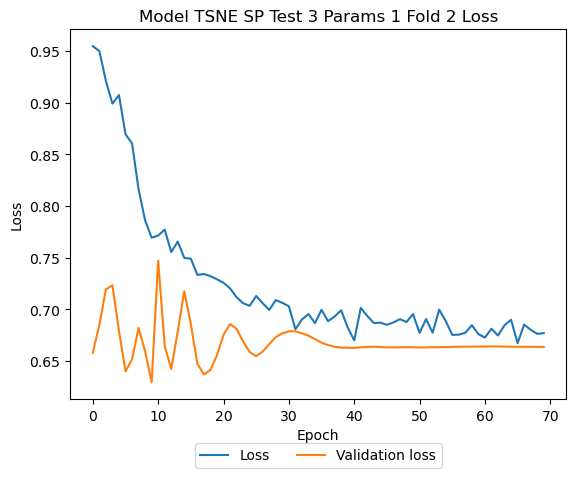 Model TSNE SP Test 3 Params 1 Fold 2 Loss
0.95
0.90
0.85
0.80
0.75
0.70
0.65
Loss
0 10 20 30 40 50 60 70
Epoch
Loss Validation loss